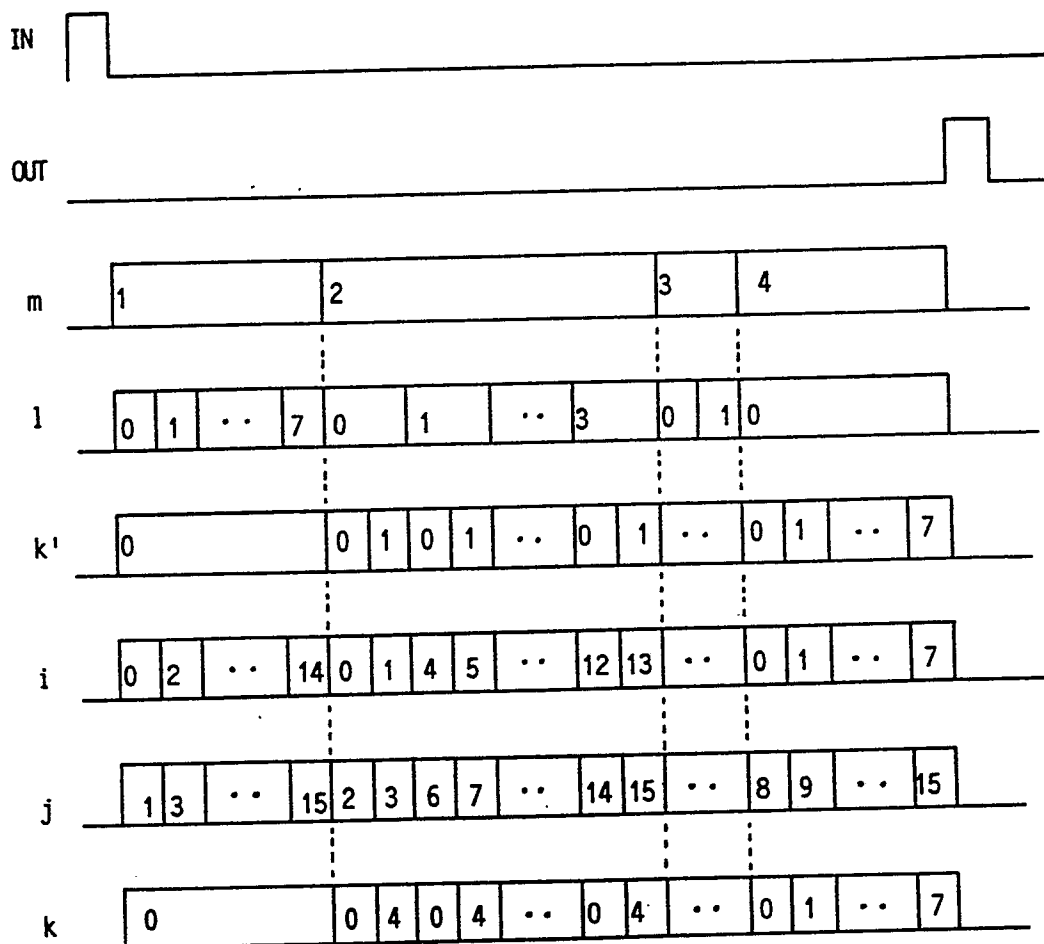 IN
OUT
m 1 2 3 4
l 0 1 ·· 7 0 1 ·· 3 0 1 0
k' 0 0 1 0 1 ·· 0 1 ·· 0 1 ·· 7
i 0 2 ·· 14 0 1 4 5 ·· 12 13 ·· 0 1 ·· 7
j 1 3 ·· 15 2 3 6 7 ·· 14 15 ·· 8 9 ·· 15
k 0 0 4 0 4 ·· 0 4 ·· 0 1 ·· 7